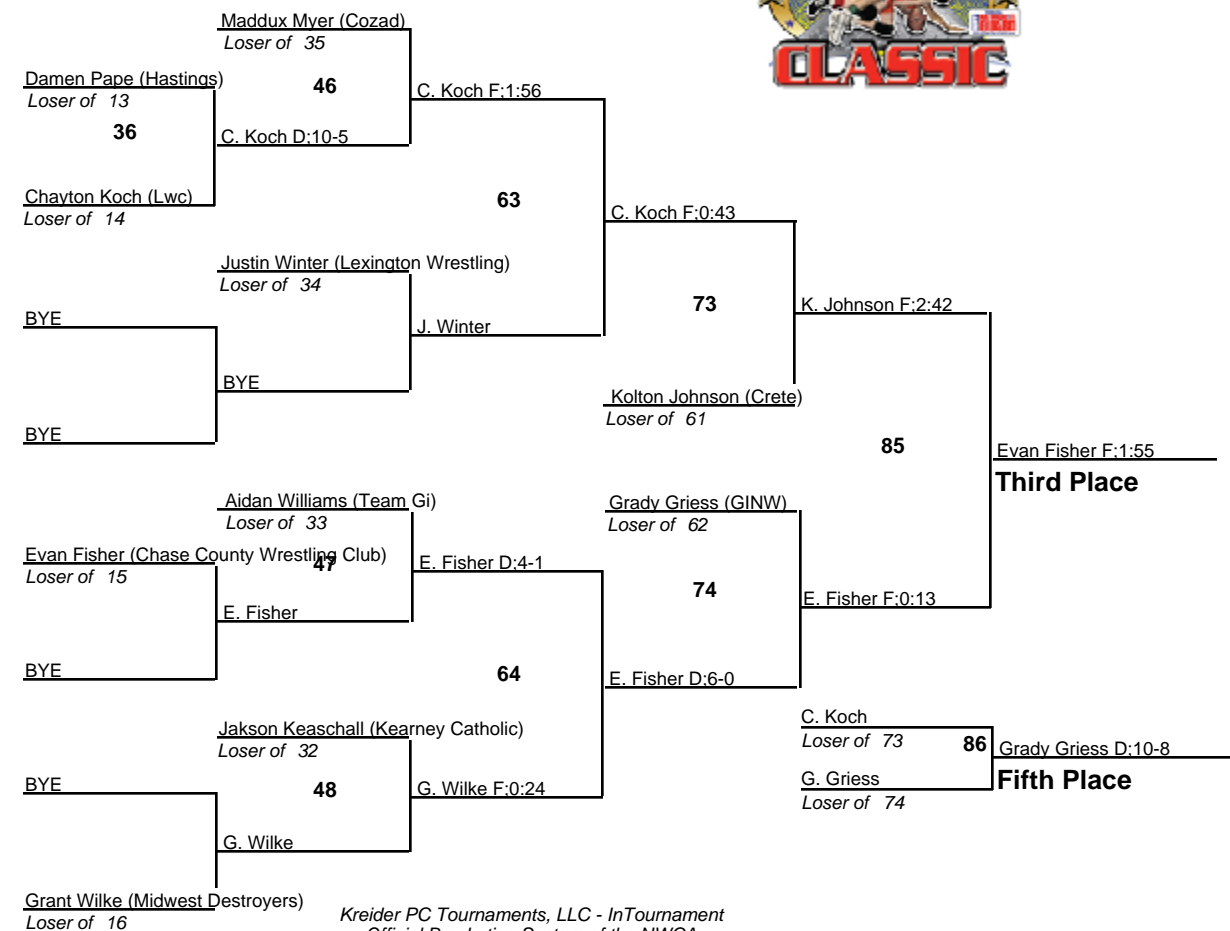 CLASSIC
Maddux Myer (Cozad)
Loser of 35
Damen Pape (Hastings)
Loser of 13
46
C. Koch F;1:56
36
C. Koch D;10-5
Chayton Koch (Lwc)
Loser of 14
63
C. Koch F;0:43
Justin Winter (Lexington Wrestling)
Loser of 34
73
K. Johnson F;2:42
BYE
J. Winter
BYE
Kolton Johnson (Crete)
Loser of 61
BYE
85
Evan Fisher F;1:55
Third Place
Aidan Williams (Team Gi)
Loser of 33
Grady Griess (GINW)
Loser of 62
Evan Fisher (Chase County Wrestling Club)
Loser of 15
47
E. Fisher D;4-1
74
E. Fisher F;0:13
E. Fisher
BYE
64
E. Fisher D;6-0
C. Koch
Loser of 73
86
Grady Griess D;10-8
Fifth Place
G. Griess
Loser of 74
Jakson Keaschall (Kearney Catholic)
Loser of 32
BYE
48
G. Wilke F;0:24
G. Wilke
Grant Wilke (Midwest Destroyers)
Loser of 16
Kreider PC Tournaments, LLC - InTournament